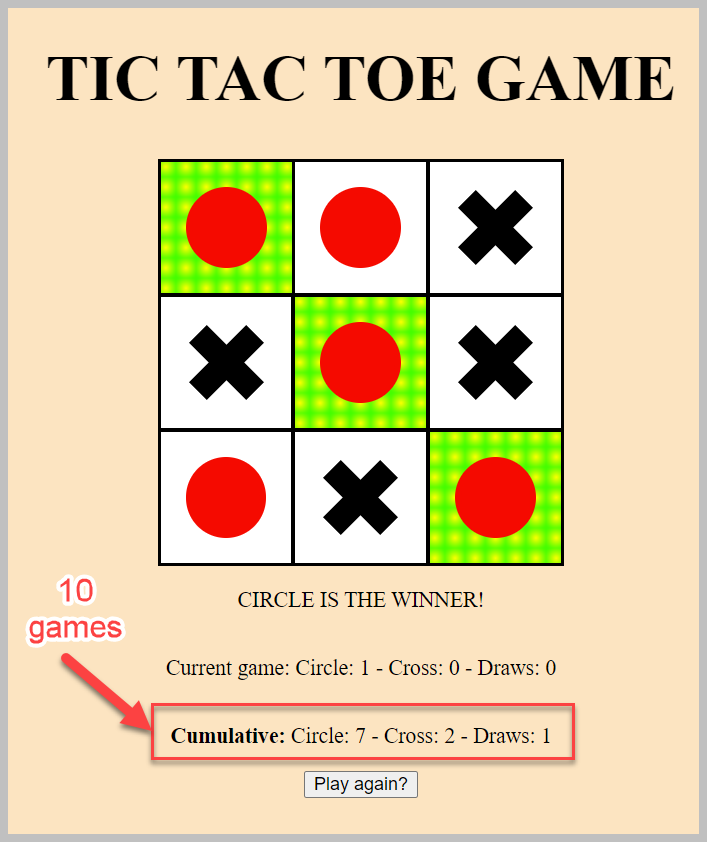 TIC TAC TOE GAME
CIRCLE IS THE WINNER!
10
games
Current game: Circle: 1 - Cross: 0 - Draws: 0
Cumulative: Circle: 7 - Cross: 2 - Draws: 1
Play again?